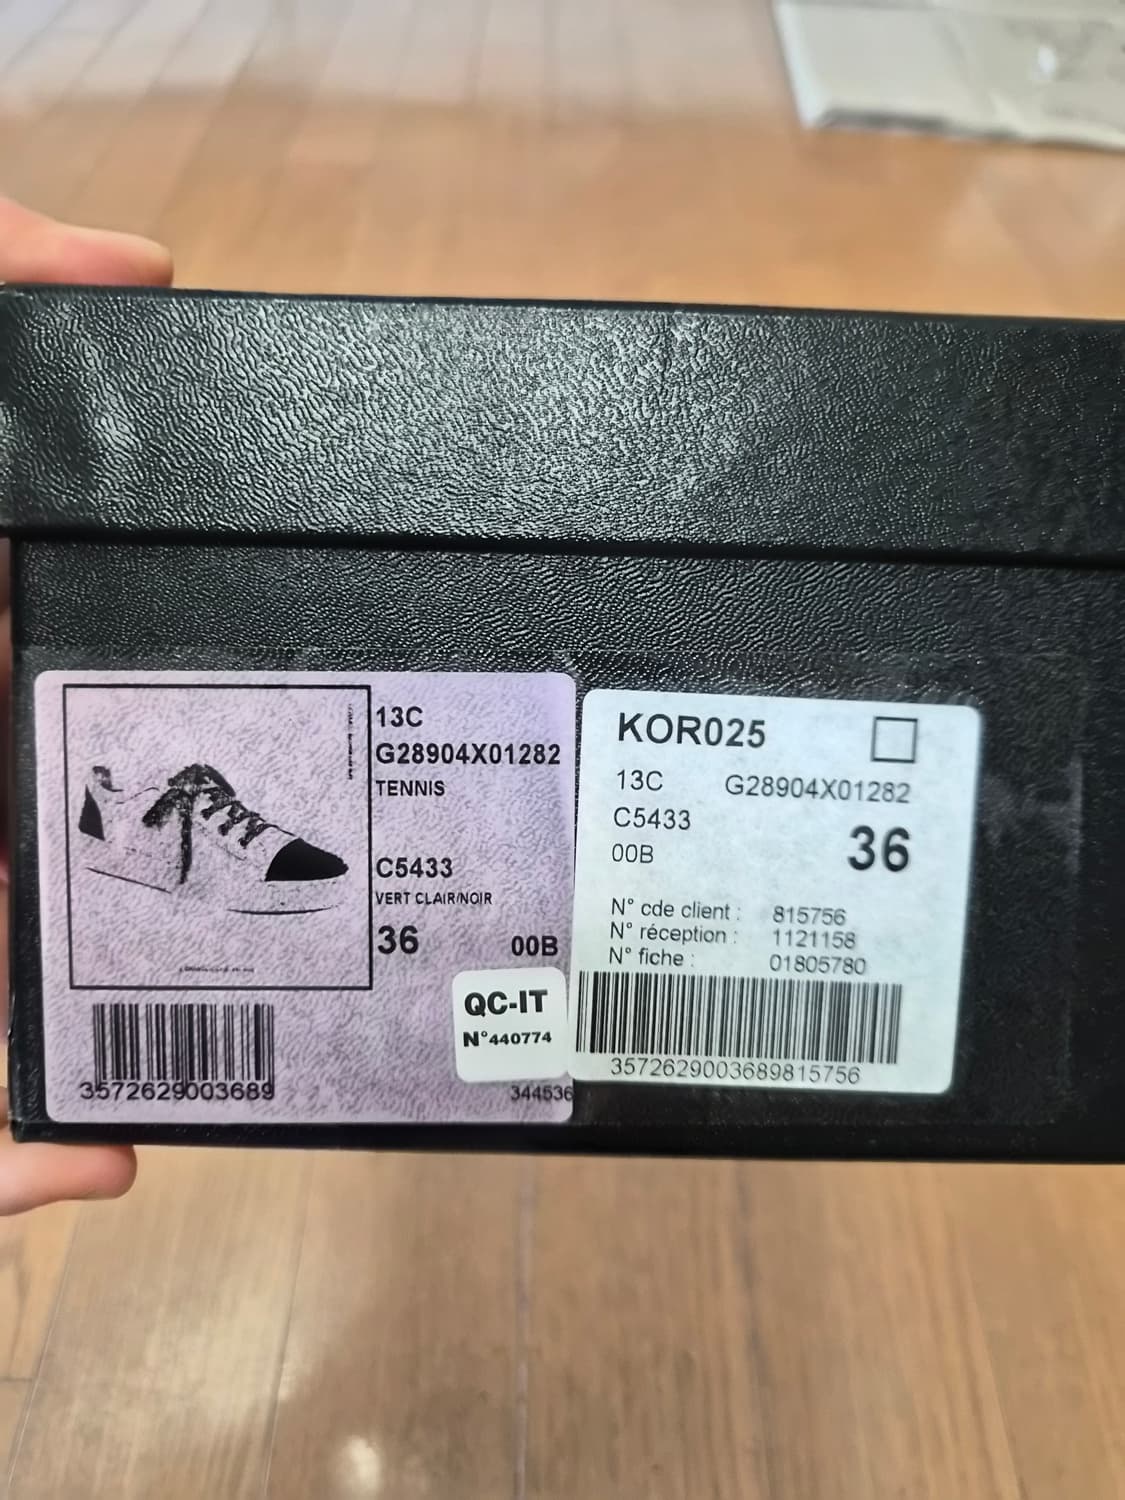 13C
G28904X01282
TENNIS
C5433
VERT CLAIR/NOIR
36 00B
QC-IT
N°440774
3572629003689
344536
KOR025
13C G28904X01282
C5433
36
00B
N° cde client : 815756
N° réception : 1121158
N° fiche : 01805780
3572629003689815756